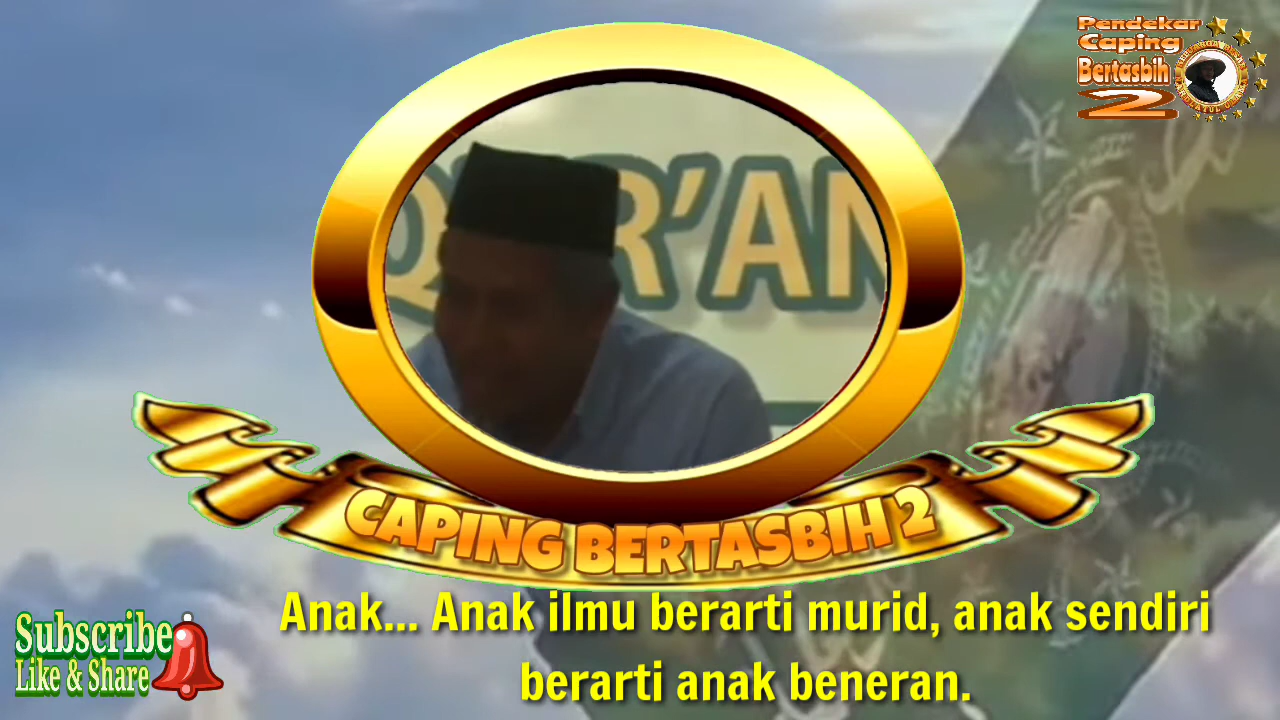 Pendekar
Caping
Bertasbih
2
QUR'AN
CAPING BERTASBIH 2
Subscribe
Like & Share
Anak... Anak ilmu berarti murid, anak sendiri
berarti anak beneran.